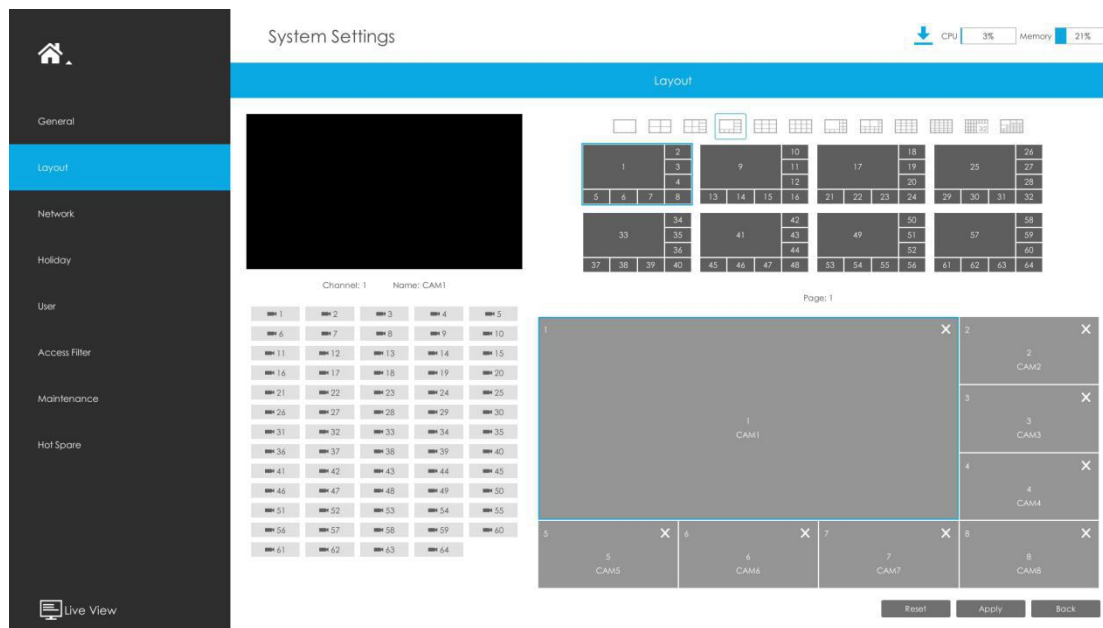 System Settings
CPU 3% Memory 21%
Layout
General
Layout
Network
Holiday
User
Access Filter
Maintenance
Hot Spare
Live View
32
1 2 3 4 5 6 7 8
9 10 11 12 13 14 15 16
17 18 19 20 21 22 23 24
25 26 27 28 29 30 31 32
33 34 35 36 37 38 39 40
41 42 43 44 45 46 47 48
49 50 51 52 53 54 55 56
57 58 59 60 61 62 63 64
Channel: 1 Name: CAM1
1 2 3 4 5
6 7 8 9 10
11 12 13 14 15
16 17 18 19 20
21 22 23 24 25
26 27 28 29 30
31 32 33 34 35
36 37 38 39 40
41 42 43 44 45
46 47 48 49 50
51 52 53 54 55
56 57 58 59 60
61 62 63 64
Page: 1
1
1
CAM1
2
2
CAM2
3
3
CAM3
4
4
CAM4
5
5
CAM5
6
6
CAM6
7
7
CAM7
8
8
CAM8
Reset Apply Back